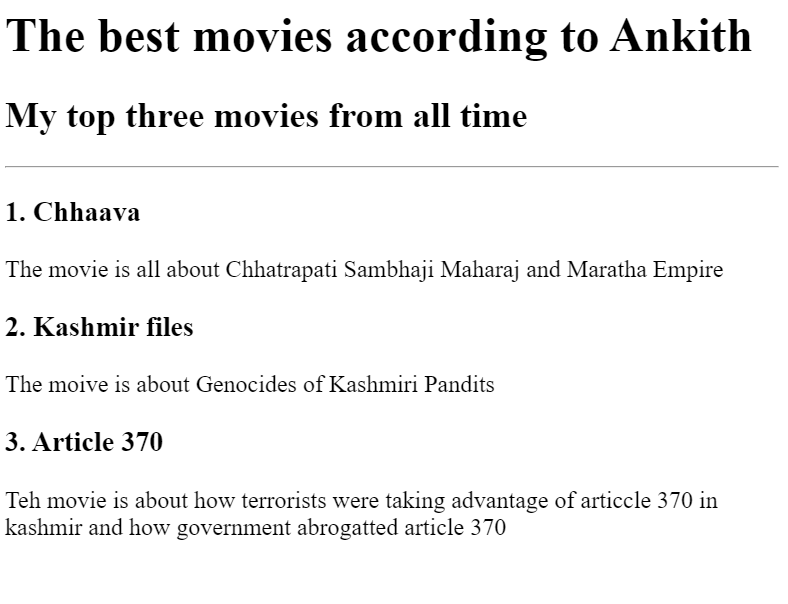 The best movies according to Ankith
My top three movies from all time
1. Chhaava
The movie is all about Chhatrapati Sambhaji Maharaj and Maratha Empire
2. Kashmir files
The moive is about Genocides of Kashmiri Pandits
3. Article 370
Teh movie is about how terrorists were taking advantage of articcle 370 in
kashmir and how government abrogatted article 370